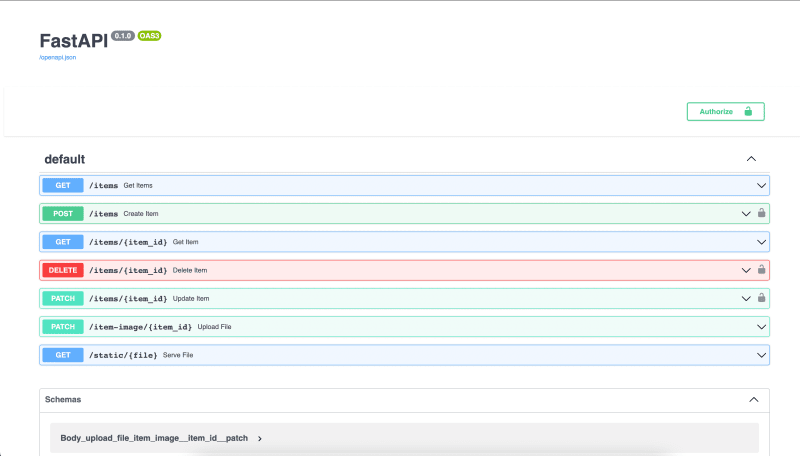 FastAPI 0.1.0 OAS3
/openapi.json
Authorize
default
GET /items Get Items
POST /items Create Item
GET /items/{item_id} Get Item
DELETE /items/{item_id} Delete Item
PATCH /items/{item_id} Update Item
PATCH /item-image/{item_id} Upload File
GET /static/{file} Serve File
Schemas
Body_upload_file_item_image__item_id__patch